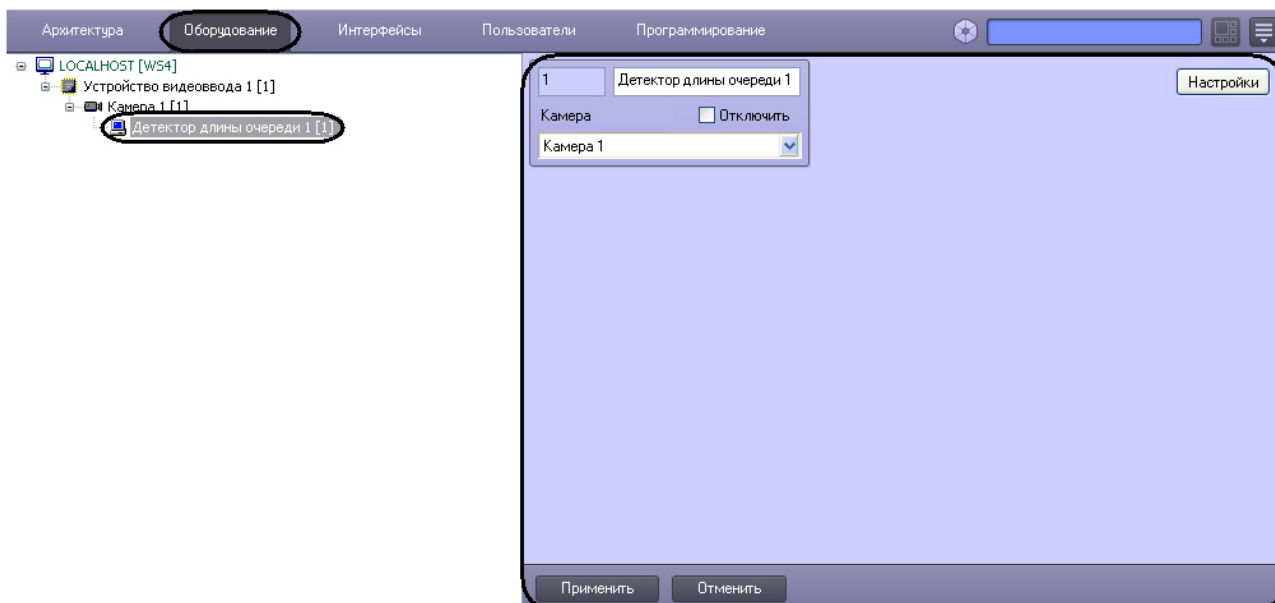 Архитектура Оборудование Интерфейсы Пользователи Программирование
LOCALHOST [WS4]
Устройство видеоввода 1 [1]
Камера 1 [1]
Детектор длины очереди 1 [1]
1 Детектор длины очереди 1
Настройки
Камера Отключить
Камера 1
Применить Отменить